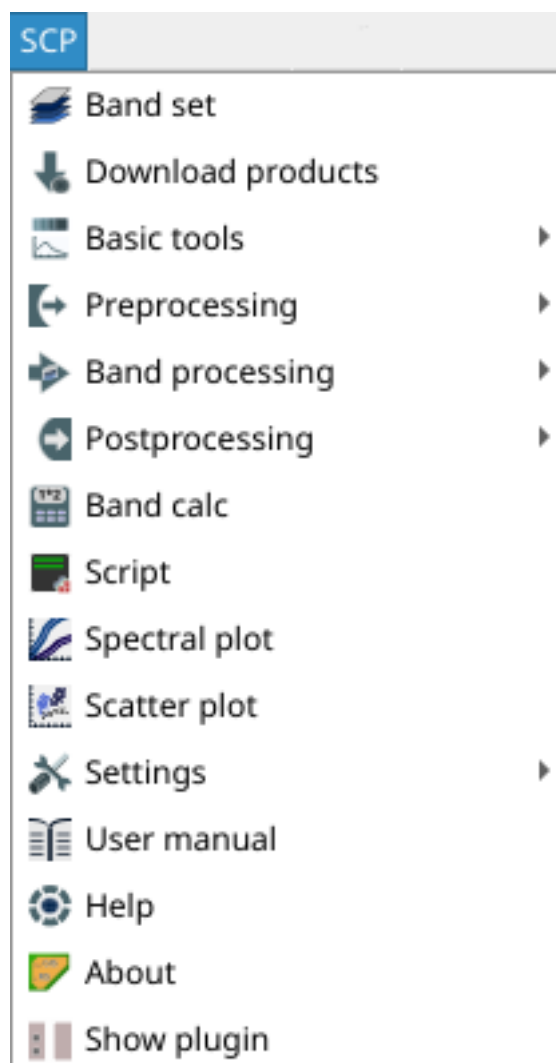 SCP
Band set
Download products
Basic tools
Preprocessing
Band processing
Postprocessing
Band calc
Script
Spectral plot
Scatter plot
Settings
User manual
Help
About
Show plugin